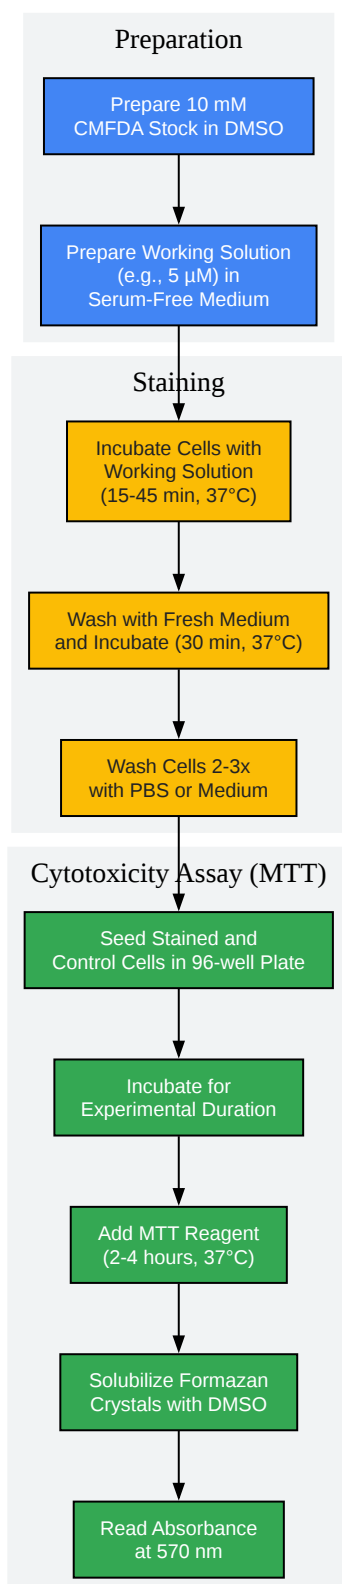 Preparation
Prepare 10 mM
CMFDA Stock in DMSO
Prepare Working Solution
(e.g., 5 µM) in
Serum-Free Medium
Staining
Incubate Cells with
Working Solution
(15-45 min, 37°C)
Wash with Fresh Medium
and Incubate (30 min, 37°C)
Wash Cells 2-3x
with PBS or Medium
Cytotoxicity Assay (MTT)
Seed Stained and
Control Cells in 96-well Plate
Incubate for
Experimental Duration
Add MTT Reagent
(2-4 hours, 37°C)
Solubilize Formazan
Crystals with DMSO
Read Absorbance
at 570 nm